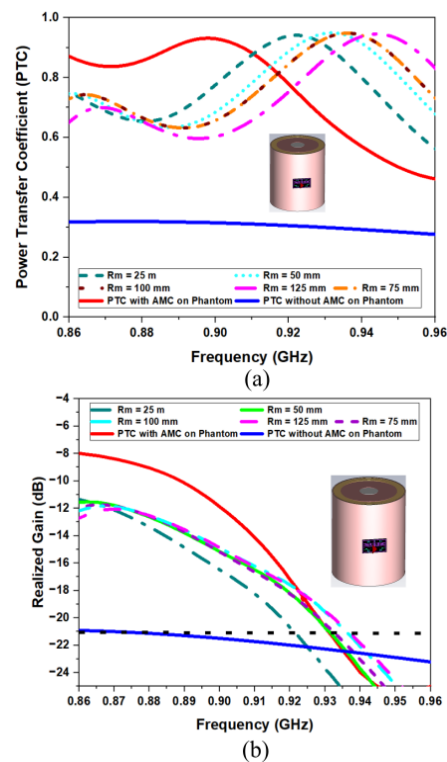 Power Transfer Coefficient (PTC)
1.0
0.8
0.6
0.4
0.2
0.0
Rm = 25 m Rm = 50 mm
Rm = 100 mm Rm = 125 mm Rm = 75 mm
PTC with AMC on Phantom PTC without AMC on Phantom
0.86 0.88 0.90 0.92 0.94 0.96
Frequency (GHz)
(a)
Realized Gain (dB)
−4
Rm = 25 m Rm = 50 mm
Rm = 100 mm Rm = 125 mm Rm = 75 mm
PTC with AMC on Phantom PTC without AMC on Phantom
−6
−8
−10
−12
−14
−16
−18
−20
−22
−24
0.86 0.87 0.88 0.89 0.90 0.91 0.92 0.93 0.94 0.95 0.96
Frequency (GHz)
(b)